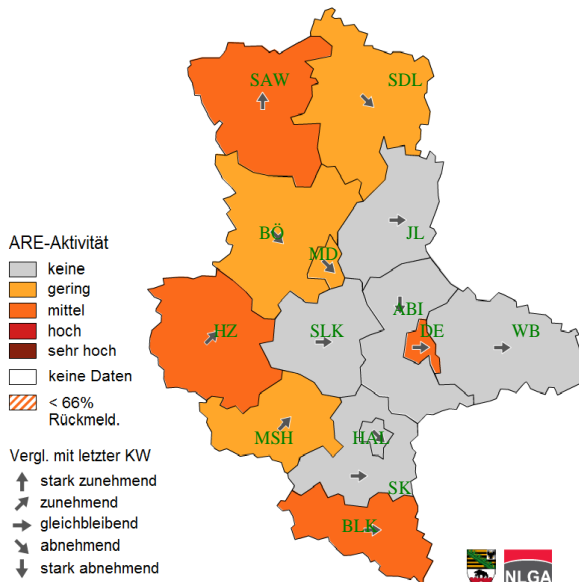 SAW
SDL
BÖ
MD
JL
ABI
HZ
SLK
DE
WB
MSH
HAL
SK
BLK
ARE-Aktivität
keine
gering
mittel
hoch
sehr hoch
keine Daten
< 66%
Rückmeld.
Vergl. mit letzter KW
stark zunehmend
zunehmend
gleichbleibend
abnehmend
stark abnehmend
NLGA